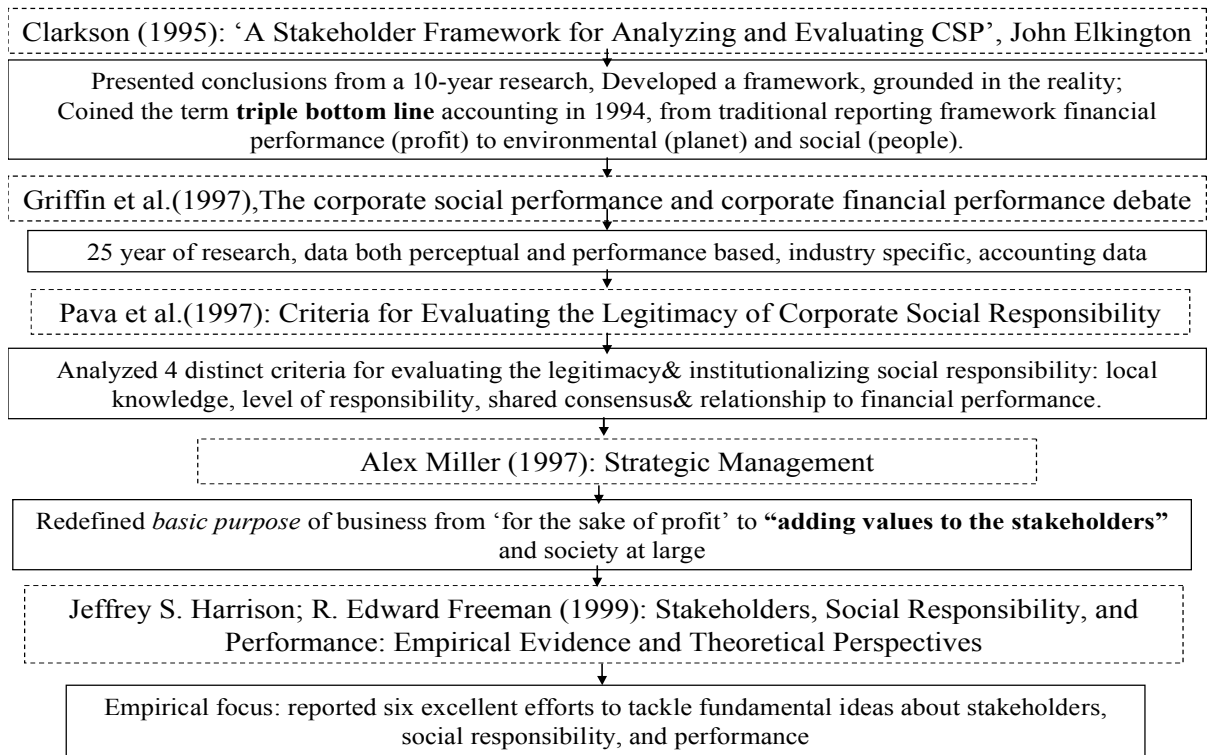 Clarkson (1995): ‘A Stakeholder Framework for Analyzing and Evaluating CSP’, John Elkington
Presented conclusions from a 10-year research, Developed a framework, grounded in the reality;
Coined the term triple bottom line accounting in 1994, from traditional reporting framework financial
performance (profit) to environmental (planet) and social (people).
Griffin et al.(1997),The corporate social performance and corporate financial performance debate
25 year of research, data both perceptual and performance based, industry specific, accounting data
Pava et al.(1997): Criteria for Evaluating the Legitimacy of Corporate Social Responsibility
Analyzed 4 distinct criteria for evaluating the legitimacy& institutionalizing social responsibility: local
knowledge, level of responsibility, shared consensus& relationship to financial performance.
Alex Miller (1997): Strategic Management
Redefined basic purpose of business from ‘for the sake of profit’ to “adding values to the stakeholders”
and society at large
Jeffrey S. Harrison; R. Edward Freeman (1999): Stakeholders, Social Responsibility, and
Performance: Empirical Evidence and Theoretical Perspectives
Empirical focus: reported six excellent efforts to tackle fundamental ideas about stakeholders,
social responsibility, and performance